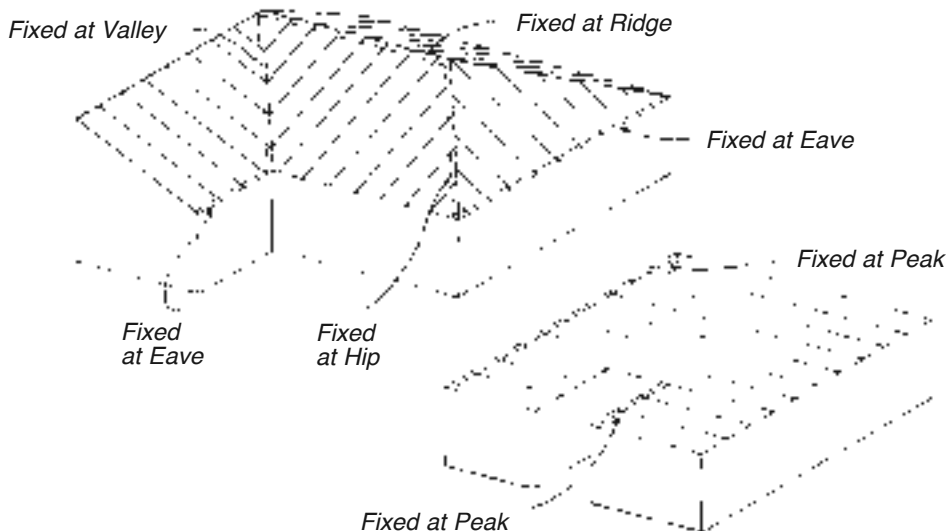 Fixed at Valley
Fixed at Ridge
Fixed at Eave
Fixed at Peak
Fixed
at Eave
Fixed
at Hip
Fixed at Peak